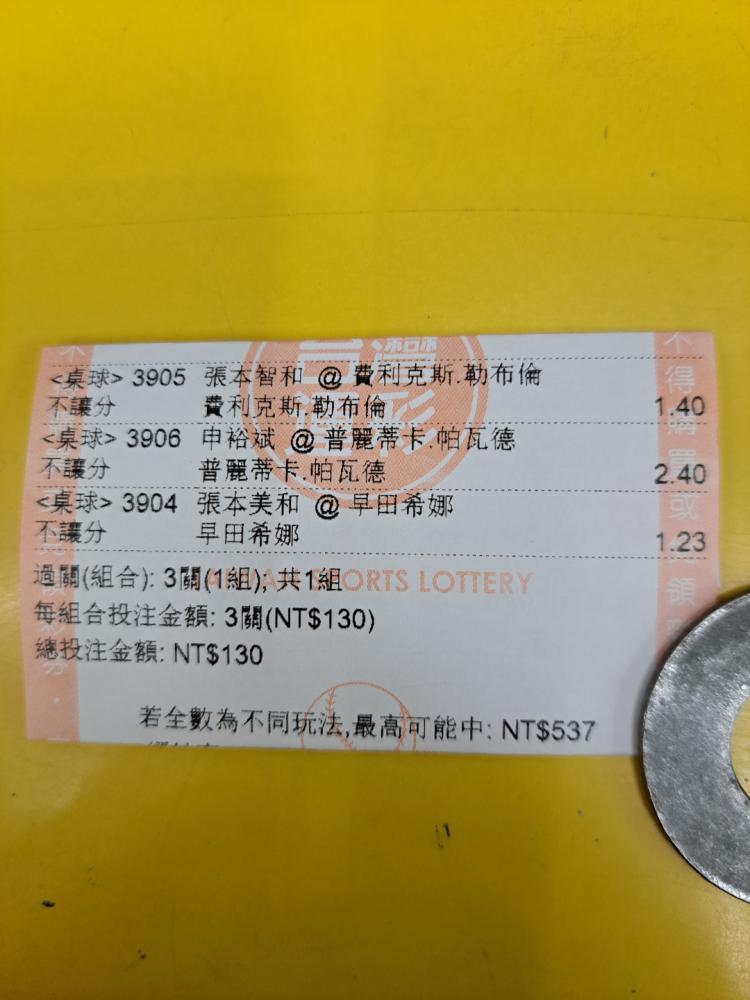 <桌球> 3905 張本智和 @ 費利克斯.勒布倫
不讓分 費利克斯.勒布倫 1.40
<桌球> 3906 申裕斌 @ 普麗蒂卡.帕瓦德
不讓分 普麗蒂卡.帕瓦德 2.40
<桌球> 3904 張本美和 @ 早田希娜
不讓分 早田希娜 1.23
過關(組合): 3關(1組); 共1組
SPORTS LOTTERY
每組合投注金額: 3關(NT$130)
總投注金額: NT$130
若全數為不同玩法,最高可能中: NT$537